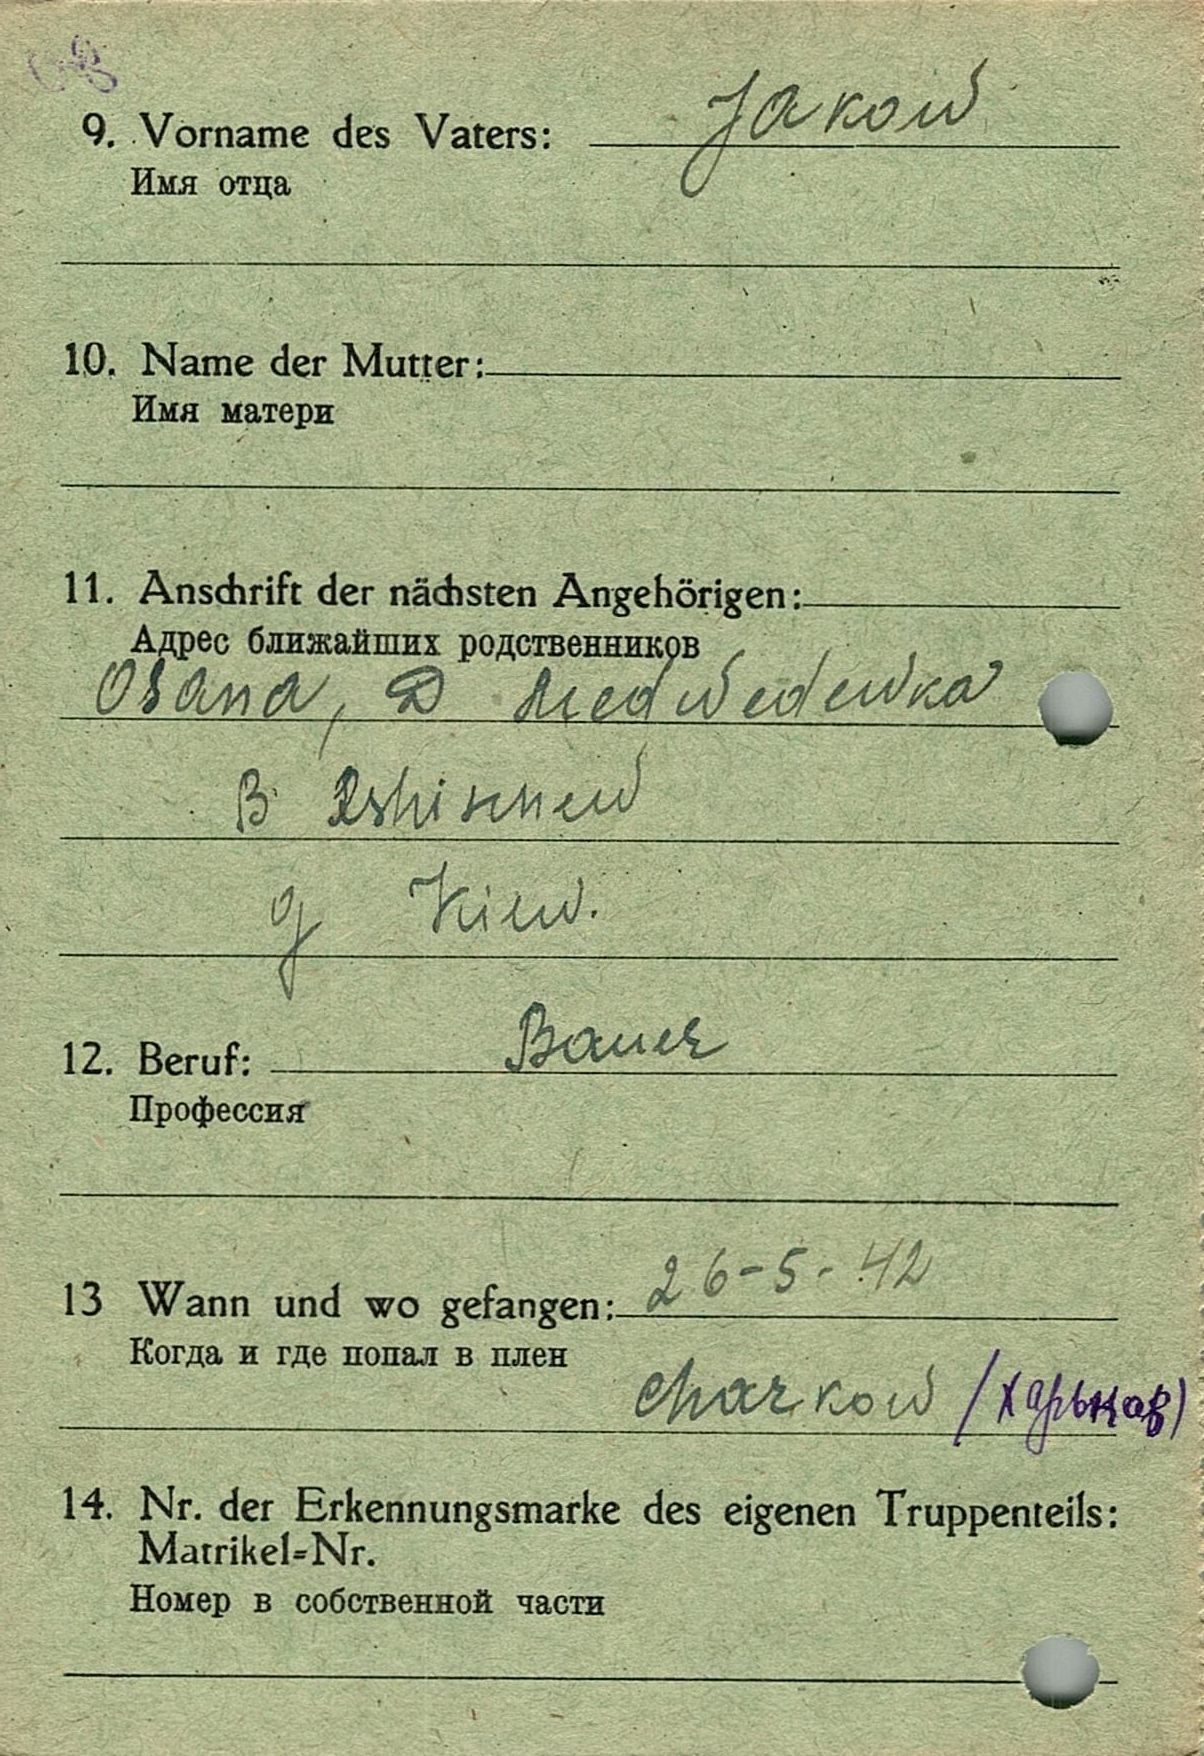 9. Vorname des Vaters: Jakow
Имя отца
10. Name der Mutter:
Имя матери
11. Anschrift der nächsten Angehörigen:
Адрес ближайших родственников
Osana, D Medwedewka
B Rshischew
g Kiew.
12. Beruf: Bauer
Профессия
13 Wann und wo gefangen: 26-5-42
Когда и где попал в плен
Charkow /Харьков)
14. Nr. der Erkennungsmarke des eigenen Truppenteils:
Matrikel=Nr.
Номер в собственной части